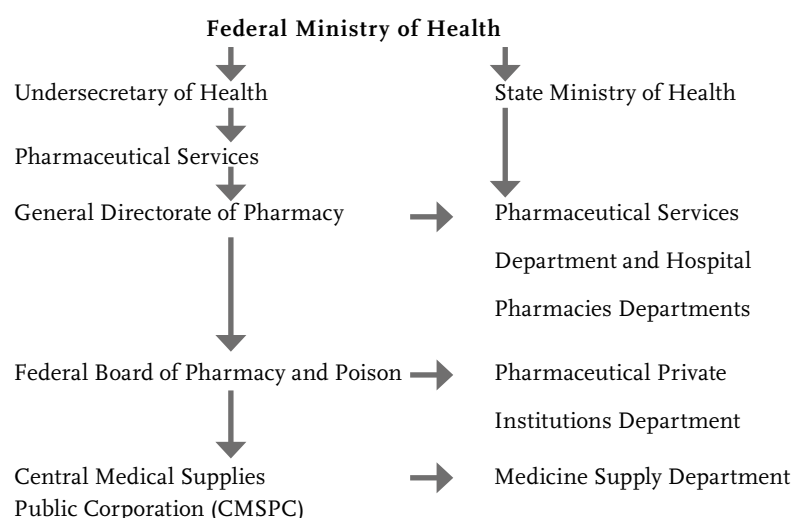 Federal Ministry of Health
Undersecretary of Health
State Ministry of Health
Pharmaceutical Services
General Directorate of Pharmacy
Pharmaceutical Services
Department and Hospital
Pharmacies Departments
Federal Board of Pharmacy and Poison
Pharmaceutical Private
Institutions Department
Central Medical Supplies
Public Corporation (CMSPC)
Medicine Supply Department